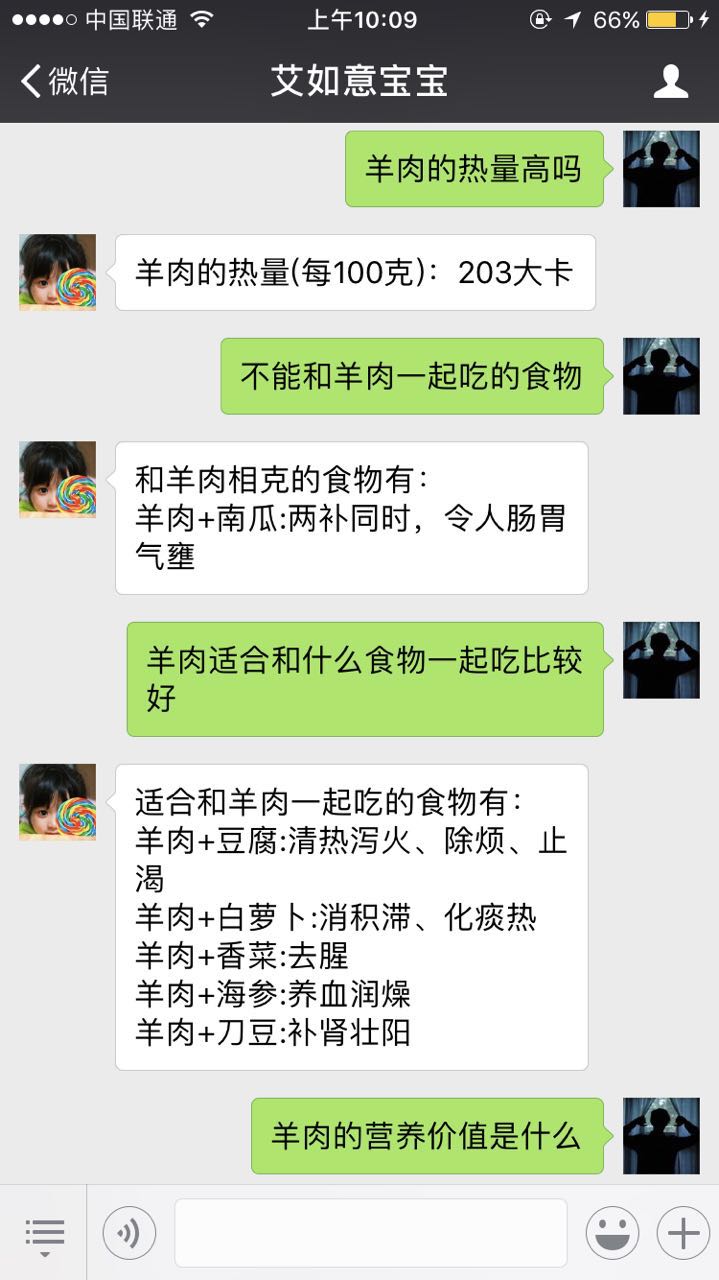 中国联通 上午10:09 66%
微信 艾如意宝宝
羊肉的热量高吗
羊肉的热量(每100克)：203大卡
不能和羊肉一起吃的食物
和羊肉相克的食物有：
羊肉+南瓜:两补同时，令人肠胃
气壅
羊肉适合和什么食物一起吃比较
好
适合和羊肉一起吃的食物有：
羊肉+豆腐:清热泻火、除烦、止
渴
羊肉+白萝卜:消积滞、化痰热
羊肉+香菜:去腥
羊肉+海参:养血润燥
羊肉+刀豆:补肾壮阳
羊肉的营养价值是什么